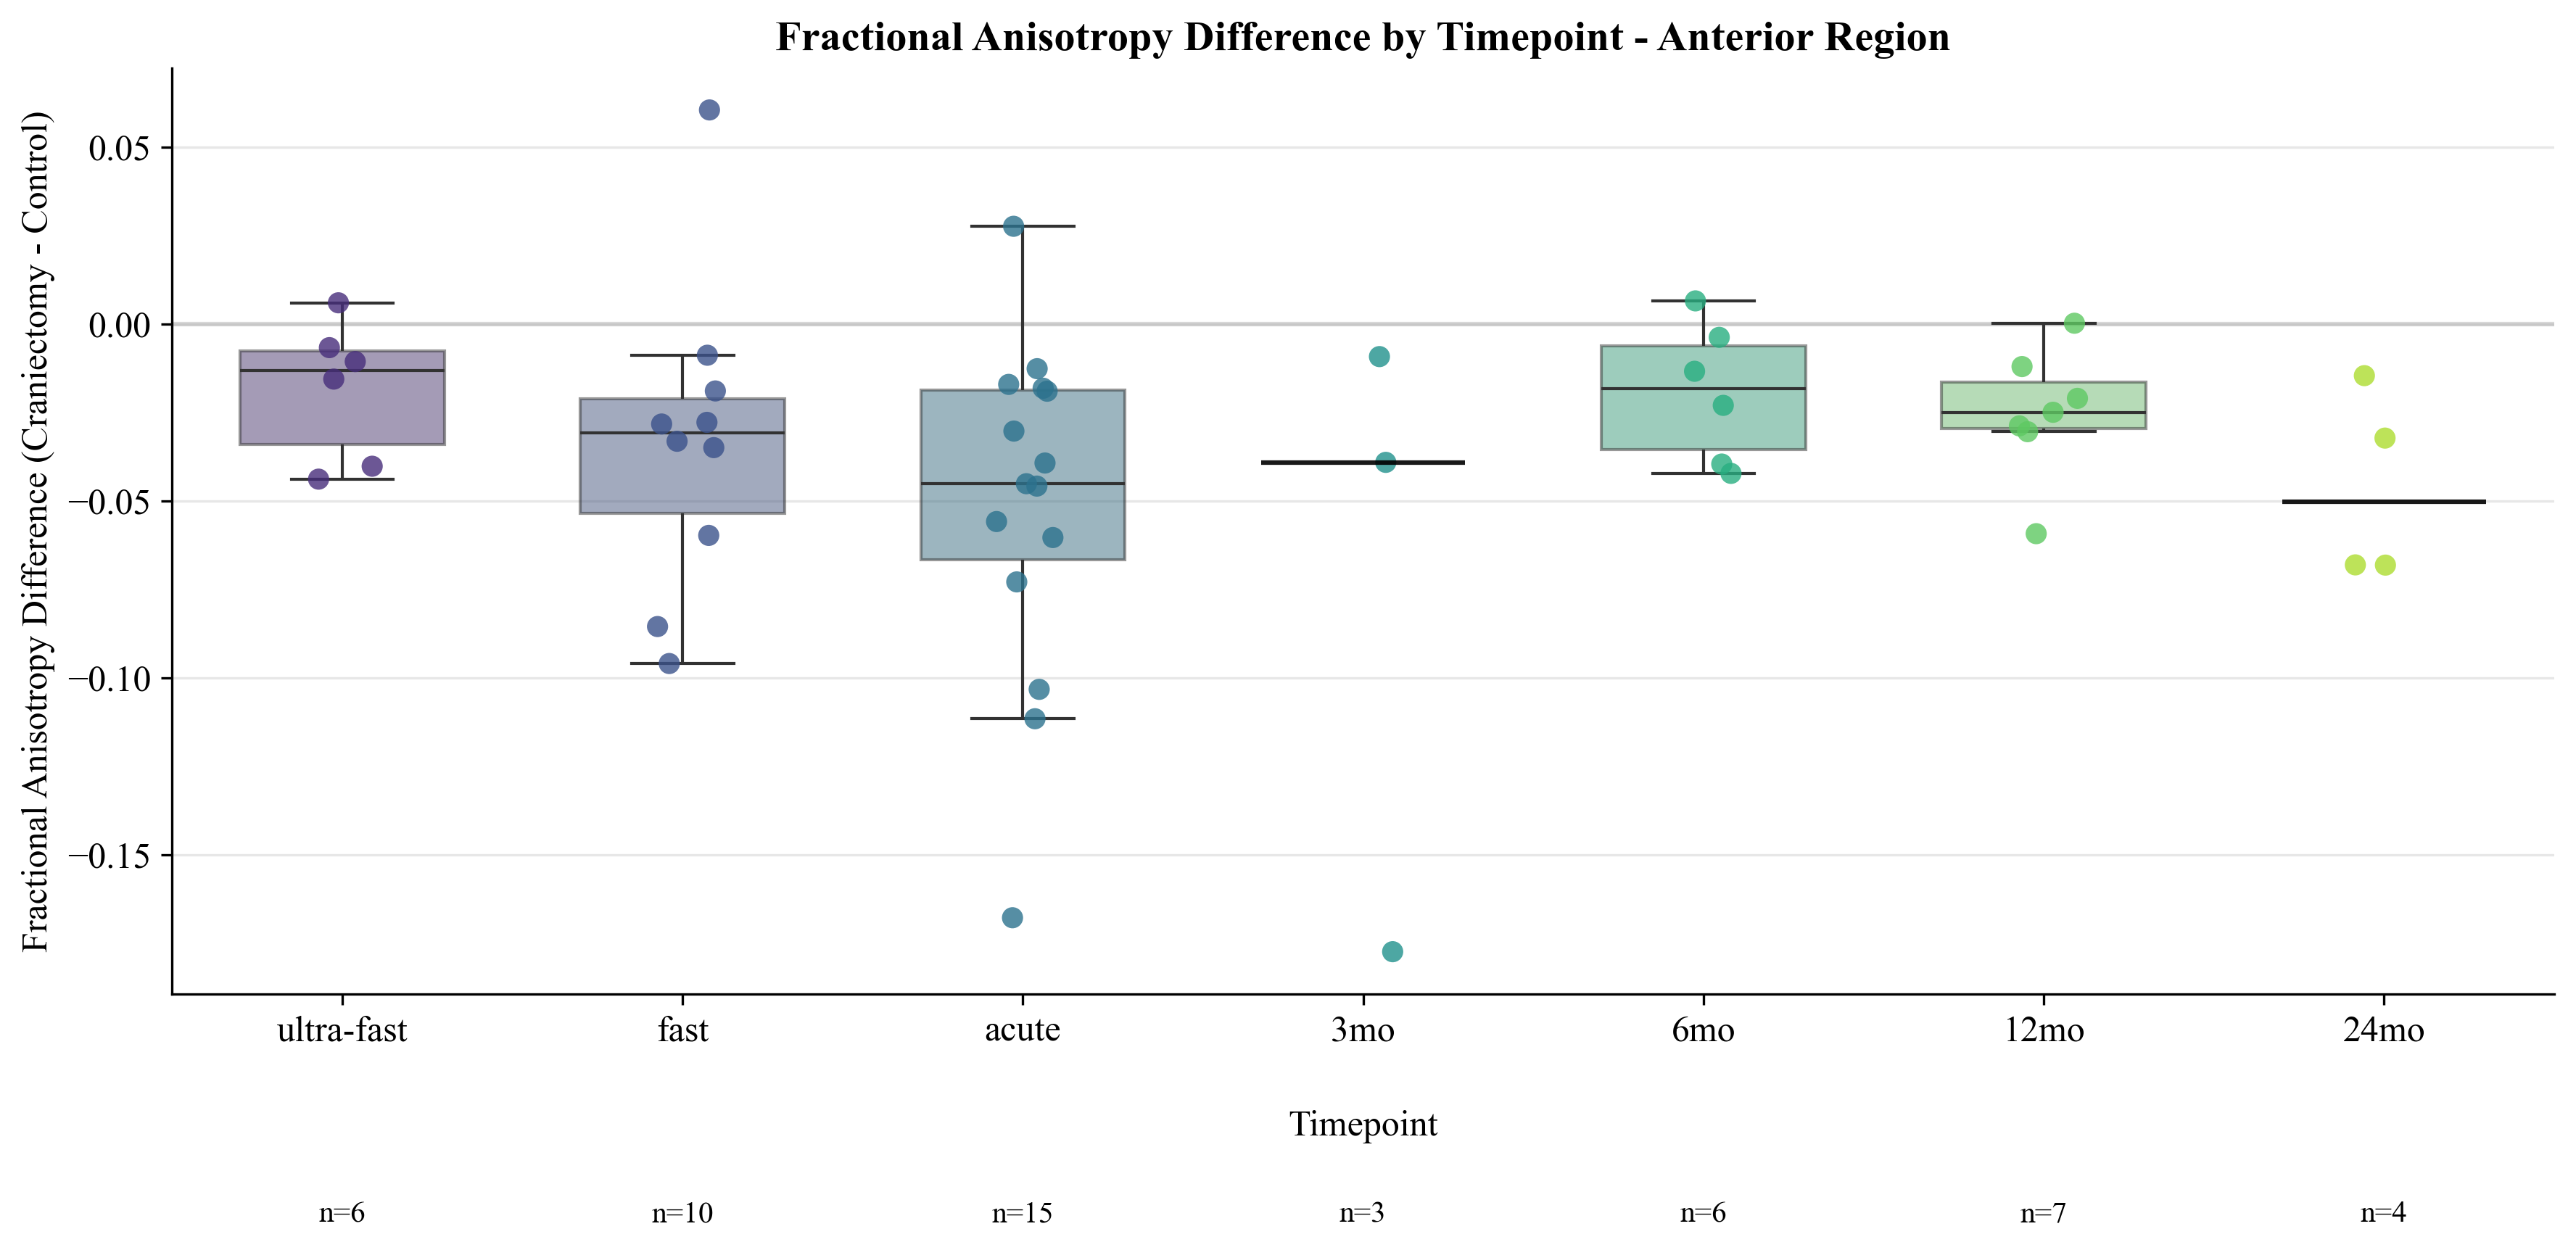 Fractional Anisotropy Difference by Timepoint - Anterior Region
Fractional Anisotropy Difference (Craniectomy - Control)
0.05
0.00
−0.05
−0.10
−0.15
ultra-fast fast acute 3mo 6mo 12mo 24mo
Timepoint
n=6 n=10 n=15 n=3 n=6 n=7 n=4